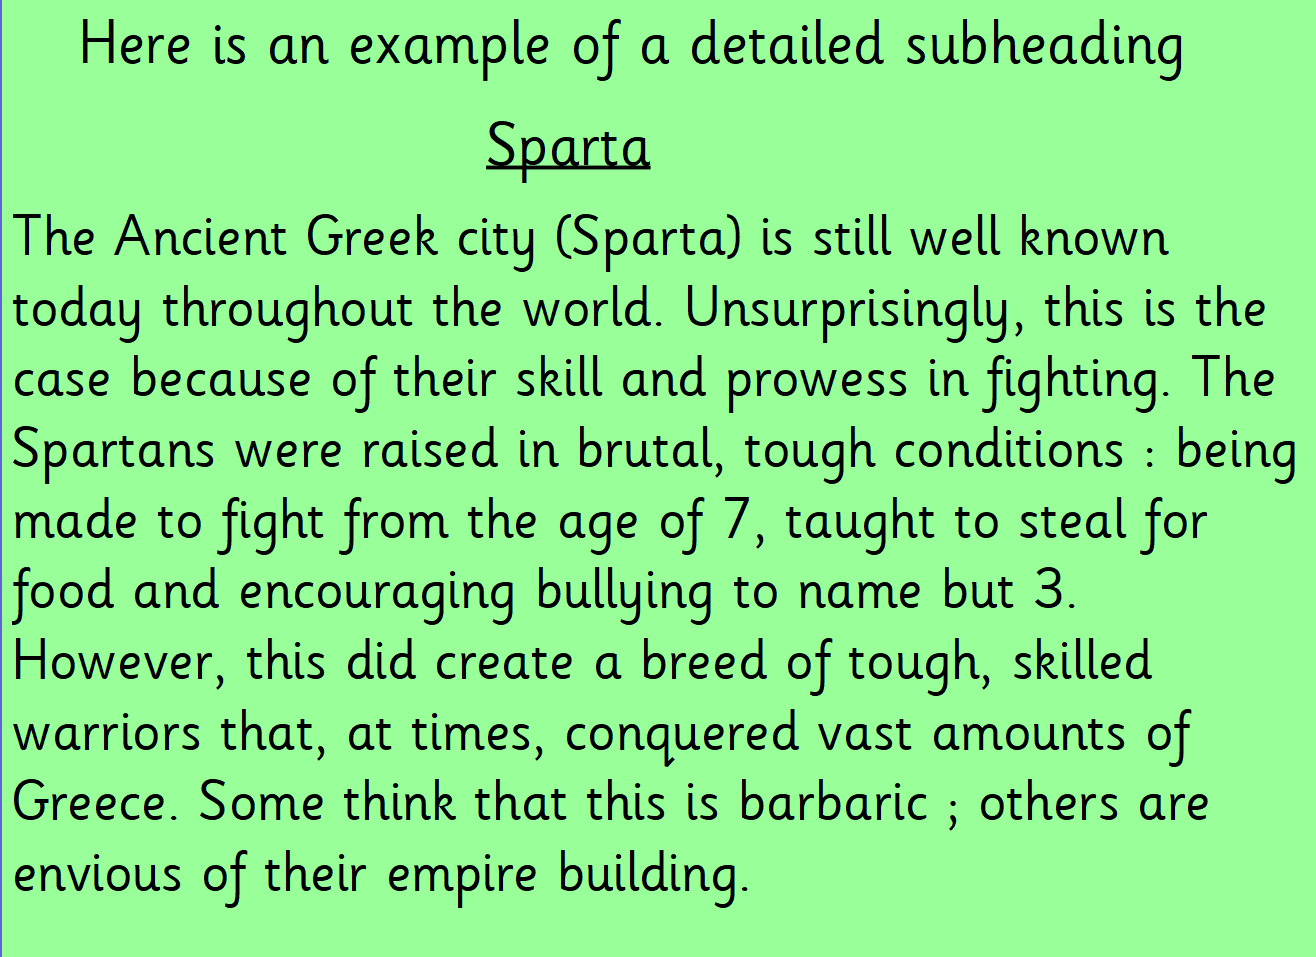 Here is an example of a detailed subheading
Sparta
The Ancient Greek city (Sparta) is still well known
today throughout the world. Unsurprisingly, this is the
case because of their skill and prowess in fighting. The
Spartans were raised in brutal, tough conditions : being
made to fight from the age of 7, taught to steal for
food and encouraging bullying to name but 3.
However, this did create a breed of tough, skilled
warriors that, at times, conquered vast amounts of
Greece. Some think that this is barbaric ; others are
envious of their empire building.